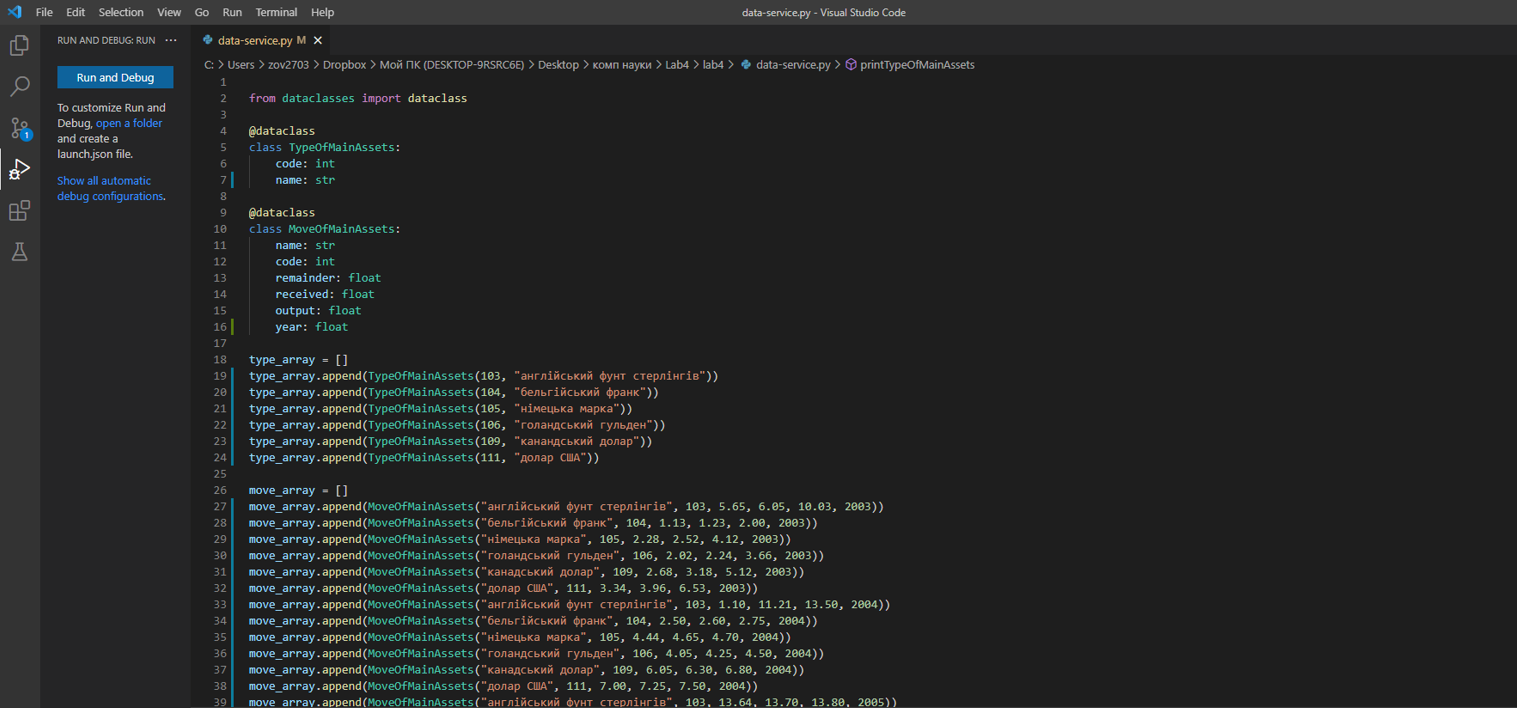 File Edit Selection View Go Run Terminal Help
data-service.py - Visual Studio Code
RUN AND DEBUG: RUN ···
data-service.py M ×
Run and Debug
To customize Run and
Debug, open a folder
and create a
launch.json file.
Show all automatic
debug configurations.
1
C: > Users > zov2703 > Dropbox > Мой ПК (DESKTOP-9RSRC6E) > Desktop > комп науки > Lab4 > lab4 > data-service.py > printTypeOfMainAssets
1
2 from dataclasses import dataclass
3
4 @dataclass
5 class TypeOfMainAssets:
6 code: int
7 name: str
8
9 @dataclass
10 class MoveOfMainAssets:
11 name: str
12 code: int
13 remainder: float
14 received: float
15 output: float
16 year: float
17
18 type_array = []
19 type_array.append(TypeOfMainAssets(103, "англійський фунт стерлінгів"))
20 type_array.append(TypeOfMainAssets(104, "бельгійський франк"))
21 type_array.append(TypeOfMainAssets(105, "німецька марка"))
22 type_array.append(TypeOfMainAssets(106, "голандський гульден"))
23 type_array.append(TypeOfMainAssets(109, "канандський долар"))
24 type_array.append(TypeOfMainAssets(111, "долар США"))
25
26 move_array = []
27 move_array.append(MoveOfMainAssets("англійський фунт стерлінгів", 103, 5.65, 6.05, 10.03, 2003))
28 move_array.append(MoveOfMainAssets("бельгійський франк", 104, 1.13, 1.23, 2.00, 2003))
29 move_array.append(MoveOfMainAssets("німецька марка", 105, 2.28, 2.52, 4.12, 2003))
30 move_array.append(MoveOfMainAssets("голандський гульден", 106, 2.02, 2.24, 3.66, 2003))
31 move_array.append(MoveOfMainAssets("канадський долар", 109, 2.68, 3.18, 5.12, 2003))
32 move_array.append(MoveOfMainAssets("долар США", 111, 3.34, 3.96, 6.53, 2003))
33 move_array.append(MoveOfMainAssets("англійський фунт стерлінгів", 103, 1.10, 11.21, 13.50, 2004))
34 move_array.append(MoveOfMainAssets("бельгійський франк", 104, 2.50, 2.60, 2.75, 2004))
35 move_array.append(MoveOfMainAssets("німецька марка", 105, 4.44, 4.65, 4.70, 2004))
36 move_array.append(MoveOfMainAssets("голандський гульден", 106, 4.05, 4.25, 4.50, 2004))
37 move_array.append(MoveOfMainAssets("канадський долар", 109, 6.05, 6.30, 6.80, 2004))
38 move_array.append(MoveOfMainAssets("долар США", 111, 7.00, 7.25, 7.50, 2004))
39 move_array.append(MoveOfMainAssets("англійський фунт стерлінгів", 103, 13.64, 13.70, 13.80, 2005))